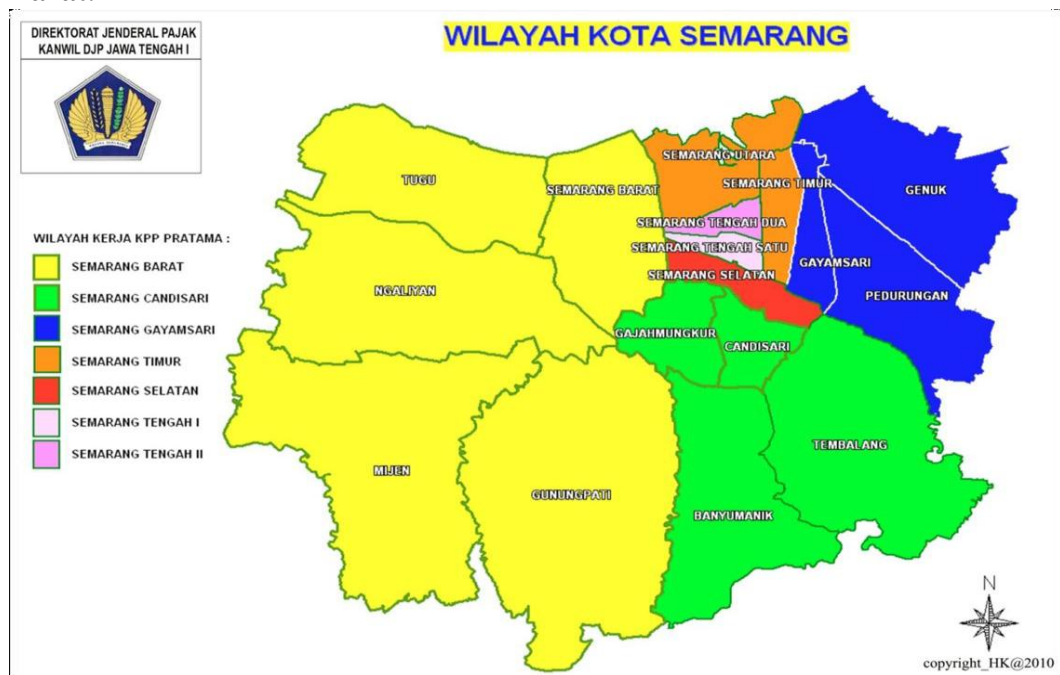 DIREKTORAT JENDERAL PAJAK
KANWIL DJP JAWA TENGAH I
WILAYAH KOTA SEMARANG
WILAYAH KERJA KPP PRATAMA :
SEMARANG BARAT
SEMARANG CANDISARI
SEMARANG GAYAMSARI
SEMARANG TIMUR
SEMARANG SELATAN
SEMARANG TENGAH I
SEMARANG TENGAH II
TUGU
SEMARANG BARAT
SEMARANG UTARA
SEMARANG TIMUR
GENUK
SEMARANG TENGAH DUA
SEMARANG TENGAH SATU
SEMARANG SELATAN
GAYAMSARI
PEDURUNGAN
NGALIYAN
GAJAHMUNGKUR
CANDISARI
TEMBALANG
MIJEN
GUNUNGPATI
BANYUMANIK
N
copyright_HK@2010